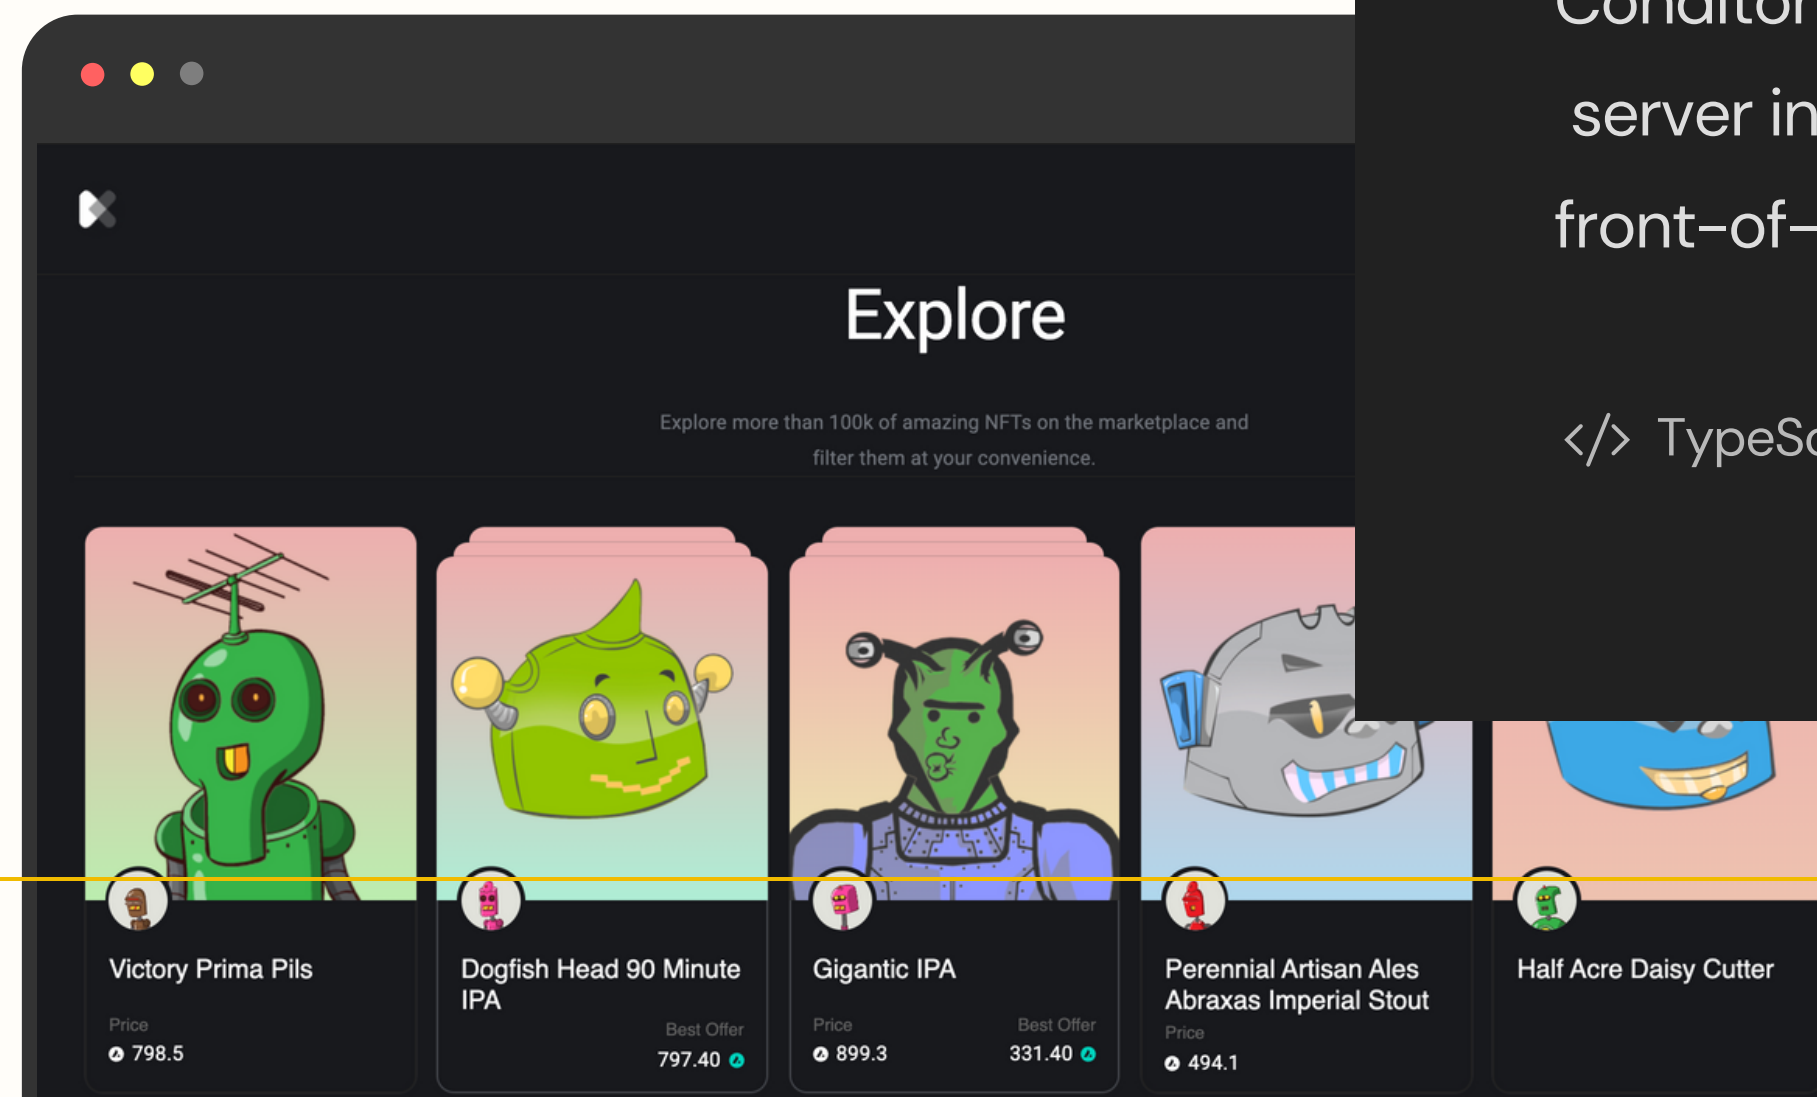 server in
front-of-
</> TypeSc
Explore
Explore more than 100k of amazing NFTs on the marketplace and
filter them at your convenience.
Victory Prima Pils
Price
798.5
Dogfish Head 90 Minute
IPA
Best Offer
797.40
Gigantic IPA
Price
Best Offer
899.3
331.40
Perennial Artisan Ales
Abraxas Imperial Stout
Price
494.1
Half Acre Daisy Cutter